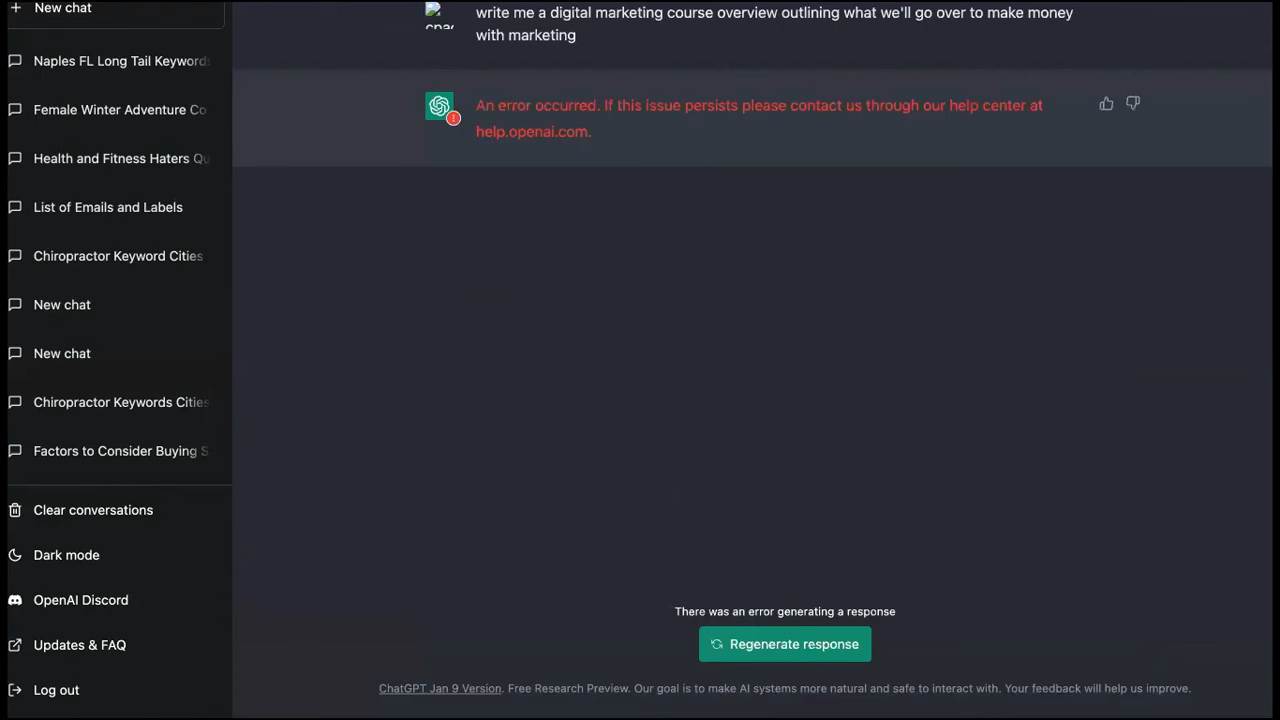 New chat
Naples FL Long Tail Keywords
Female Winter Adventure Co
Health and Fitness Haters Qu
List of Emails and Labels
Chiropractor Keyword Cities
New chat
New chat
Chiropractor Keywords Cities
Factors to Consider Buying S
Clear conversations
Dark mode
OpenAI Discord
Updates & FAQ
Log out
write me a digital marketing course overview outlining what we'll go over to make money
with marketing
An error occurred. If this issue persists please contact us through our help center at
help.openai.com.
There was an error generating a response
Regenerate response
ChatGPT Jan 9 Version. Free Research Preview. Our goal is to make AI systems more natural and safe to interact with. Your feedback will help us improve.